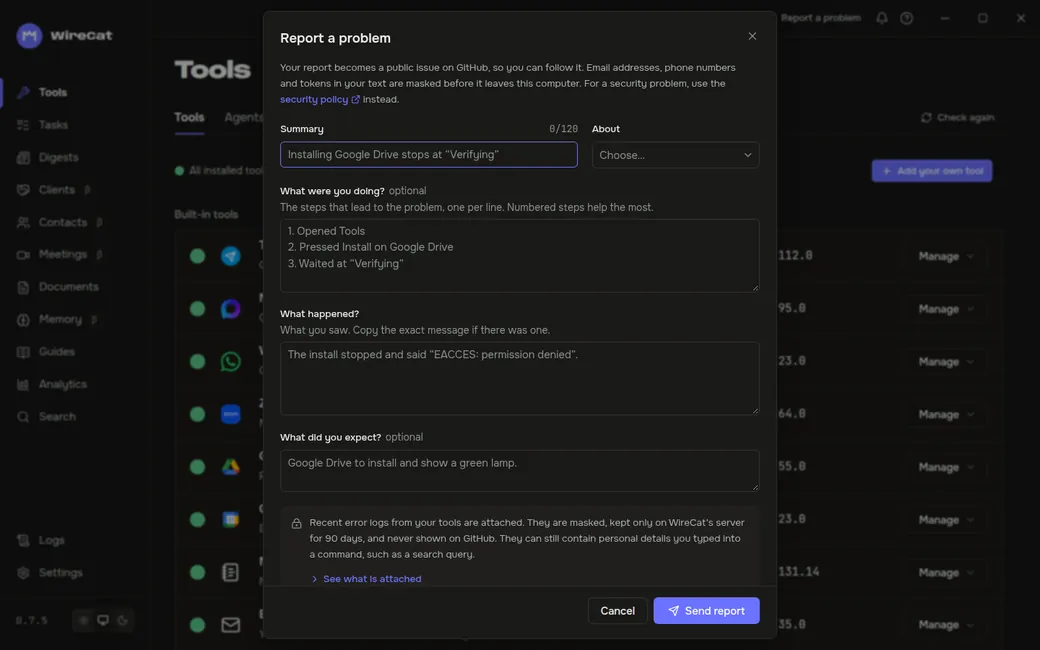 WireCat
Report a problem
Tools
Tasks
Digests
Clients β
Contacts β
Meetings β
Documents
Memory β
Guides
Analytics
Search
Logs
Settings
0.7.5
Tools
Tools
Agents
Check again
All installed tool
Add your own tool
Built-in tools
112.0
Manage
95.0
Manage
23.0
Manage
64.0
Manage
55.0
Manage
23.0
Manage
131.14
Manage
35.0
Manage
Report a problem
Your report becomes a public issue on GitHub, so you can follow it. Email addresses, phone numbers
and tokens in your text are masked before it leaves this computer. For a security problem, use the
security policy instead.
Summary 0/120 About
Installing Google Drive stops at "Verifying" Choose...
What were you doing? optional
The steps that lead to the problem, one per line. Numbered steps help the most.
1. Opened Tools
2. Pressed Install on Google Drive
3. Waited at "Verifying"
What happened?
What you saw. Copy the exact message if there was one.
The install stopped and said "EACCES: permission denied".
What did you expect? optional
Google Drive to install and show a green lamp.
Recent error logs from your tools are attached. They are masked, kept only on WireCat's server
for 90 days, and never shown on GitHub. They can still contain personal details you typed into
a command, such as a search query.
See what is attached
Cancel
Send report